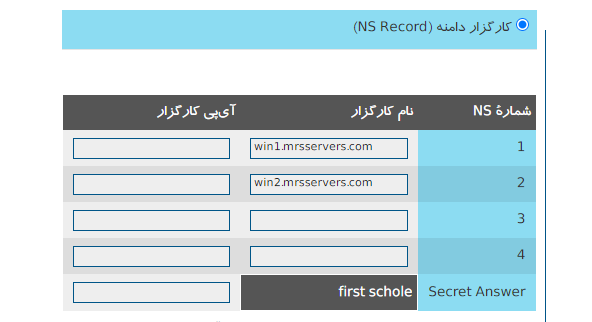 کارگزار دامنه (NS Record)
شمارهٔ NS نام کارگزار آی‌پی کارگزار
1 win1.mrsservers.com
2 win2.mrsservers.com
3
4
Secret Answer first schole